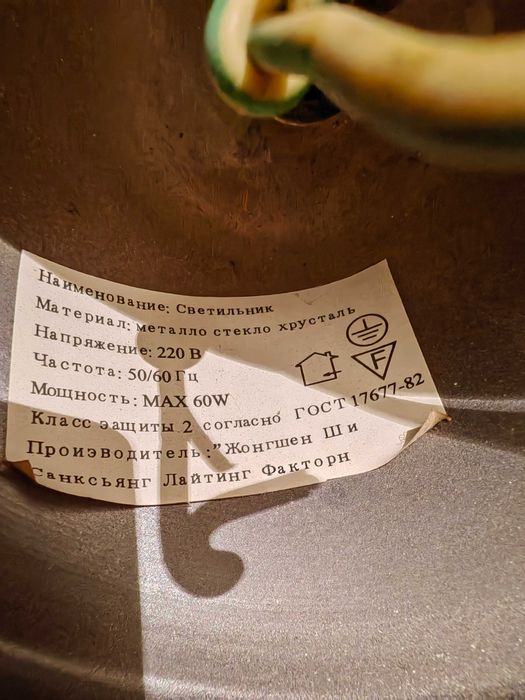 Наименование: Светильник
Материал: металло стекло хрусталь
Напряжение: 220 В
Частота: 50/60 Гц
Мощность: MAX 60W
F
Класс защиты 2 согласно ГОСТ 17677-82
Произвoдитель:"Жонгшен Ши
Санксьянг Лайтинг Факторн